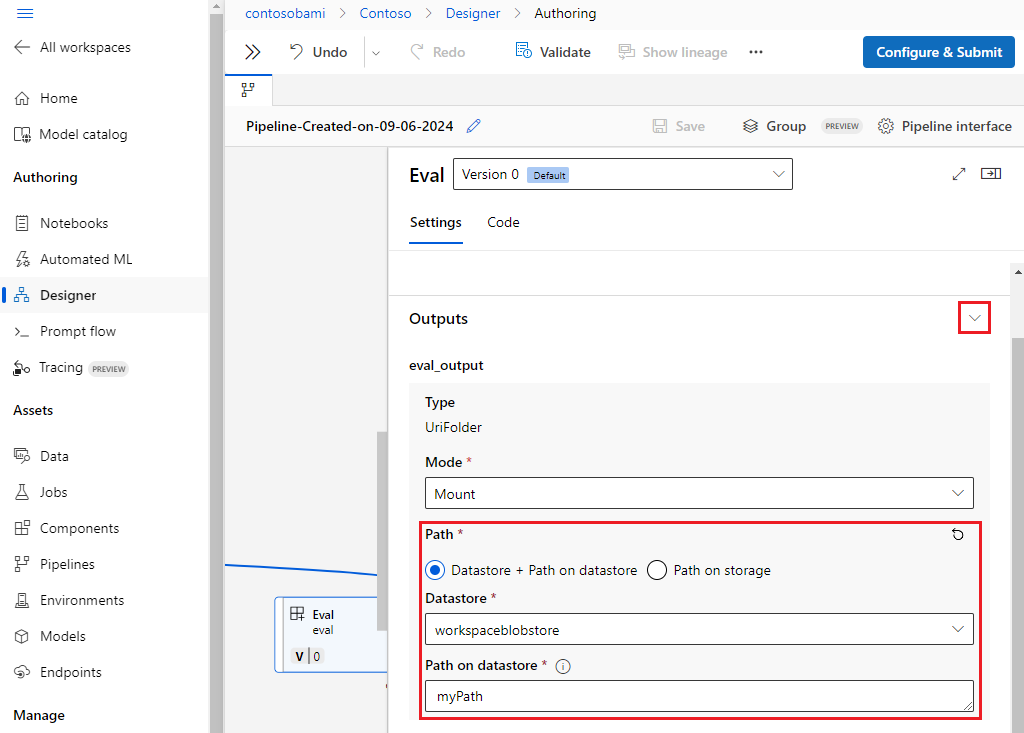 contosobami > Contoso > Designer > Authoring
All workspaces
Home
Model catalog
Authoring
Notebooks
Automated ML
Designer
Prompt flow
Tracing PREVIEW
Assets
Data
Jobs
Components
Pipelines
Environments
Models
Endpoints
Manage
Undo
Redo
Validate
Show lineage
Configure & Submit
Pipeline-Created-on-09-06-2024
Save
Group
PREVIEW
Pipeline interface
Eval
eval
V 0
Eval
Version 0 Default
Settings
Code
Outputs
eval_output
Type
UriFolder
Mode *
Mount
Path *
Datastore + Path on datastore
Path on storage
Datastore *
workspaceblobstore
Path on datastore *
myPath